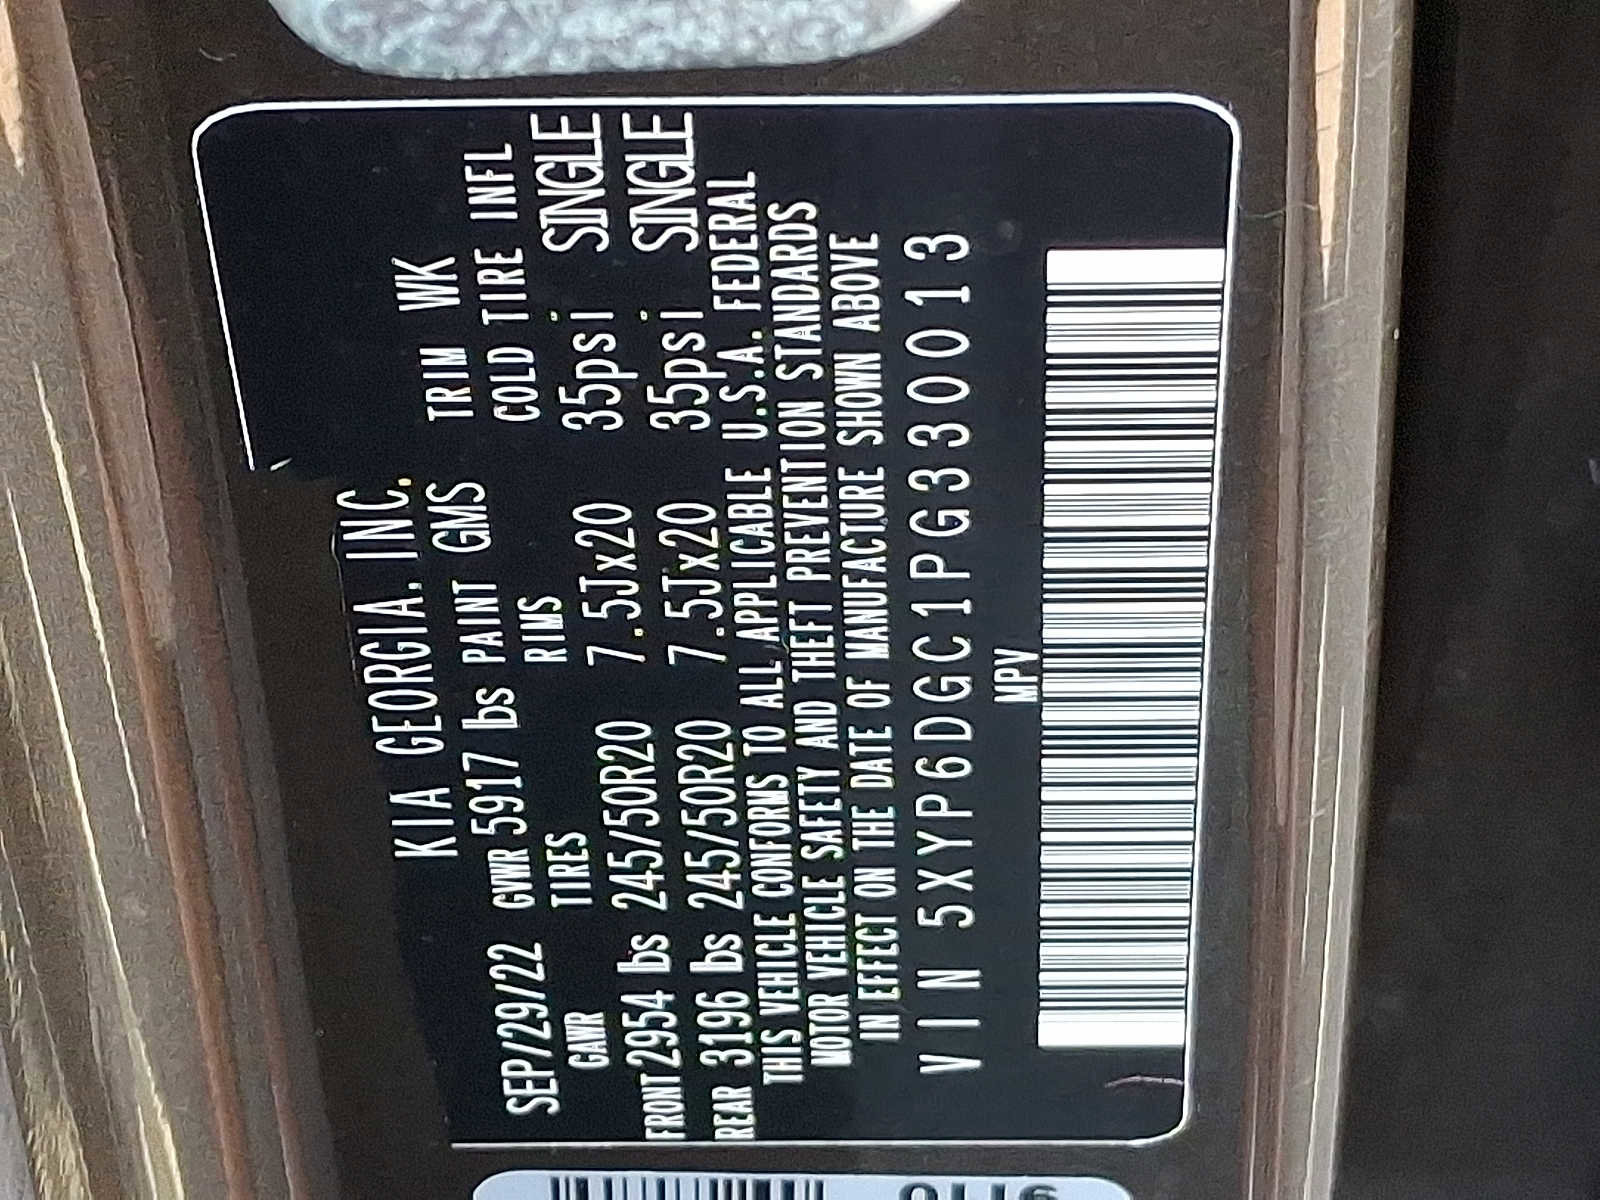 KIA GEORGIA, INC.
SEP/29/22 GVWR 5917 lbs PAINT GMS TRIM WK
GAWR TIRES RIMS COLD TIRE INFL
FRONT 2954 lbs 245/50R20 7.5Jx20 35psi SINGLE
REAR 3196 lbs 245/50R20 7.5Jx20 35psi SINGLE
THIS VEHICLE CONFORMS TO ALL APPLICABLE U.S.A. FEDERAL
MOTOR VEHICLE SAFETY AND THEFT PREVENTION STANDARDS
IN EFFECT ON THE DATE OF MANUFACTURE SHOWN ABOVE
VIN 5XYP6DGC1PG330013
MPV